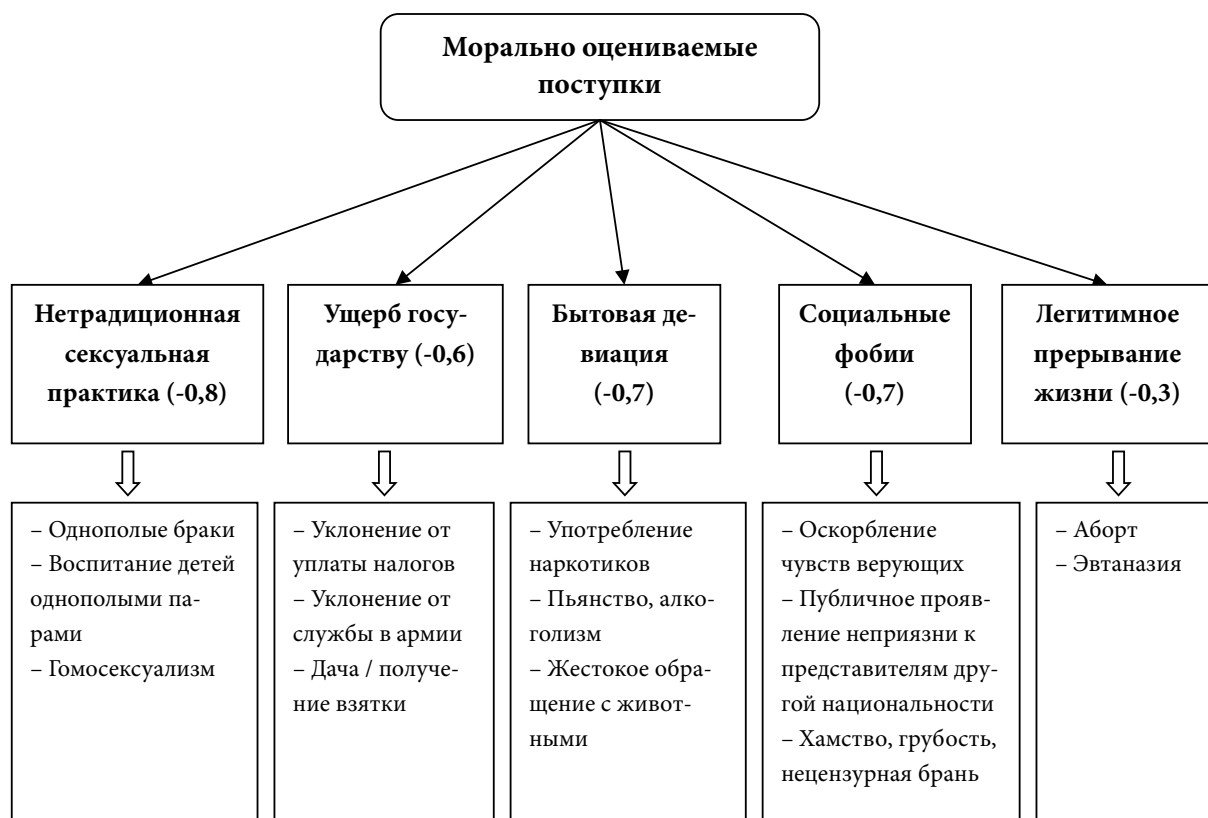 Морально оцениваемые
поступки
Нетрадиционная
сексуальная
практика (-0,8)
Ущерб госу-
дарству (-0,6)
Бытовая де-
виация
(-0,7)
Социальные
фобии
(-0,7)
Легитимное
прерывание
жизни (-0,3)
– Однополые браки
– Воспитание детей
однополыми па-
рами
– Гомосексуализм
– Уклонение от
уплаты налогов
– Уклонение от
службы в армии
– Дача / получе-
ние взятки
– Употребление
наркотиков
– Пьянство, алко-
голизм
– Жестокое обра-
щение с живот-
ными
– Оскорбление
чувств верующих
– Публичное прояв-
ление неприязни к
представителям дру-
гой национальности
– Хамство, грубость,
нецензурная брань
– Аборт
– Эвтаназия